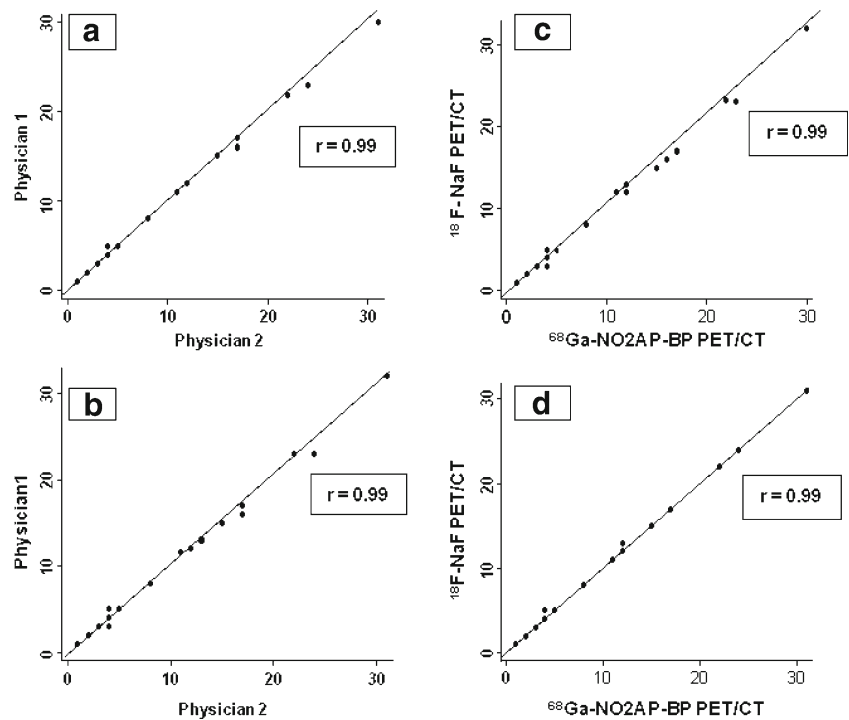 a
Physician 1
30
20
10
0
r = 0.99
0 10 20 30
Physician 2
c
¹⁸F- NaF PET/CT
30
20
10
0
r = 0.99
0 10 20 30
⁶⁸Ga-NO2AP-BP PET/CT
b
Physician1
30
20
10
0
r = 0.99
0 10 20 30
Physician 2
d
¹⁸F-NaF PET/CT
30
20
10
0
r = 0.99
0 10 20 30
⁶⁸Ga-NO2AP-BP PET/CT